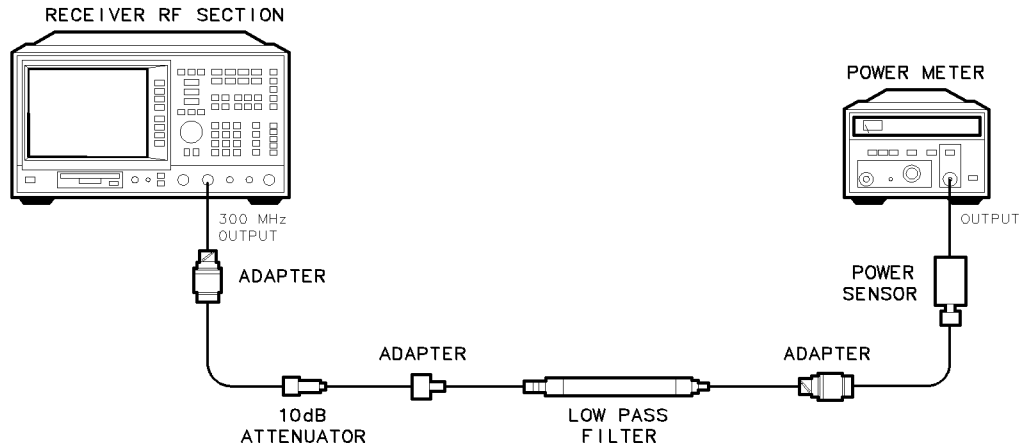 RECEIVER RF SECTION
POWER METER
300 MHz
OUTPUT
OUTPUT
ADAPTER
POWER
SENSOR
ADAPTER
ADAPTER
10dB
ATTENUATOR
LOW PASS
FILTER